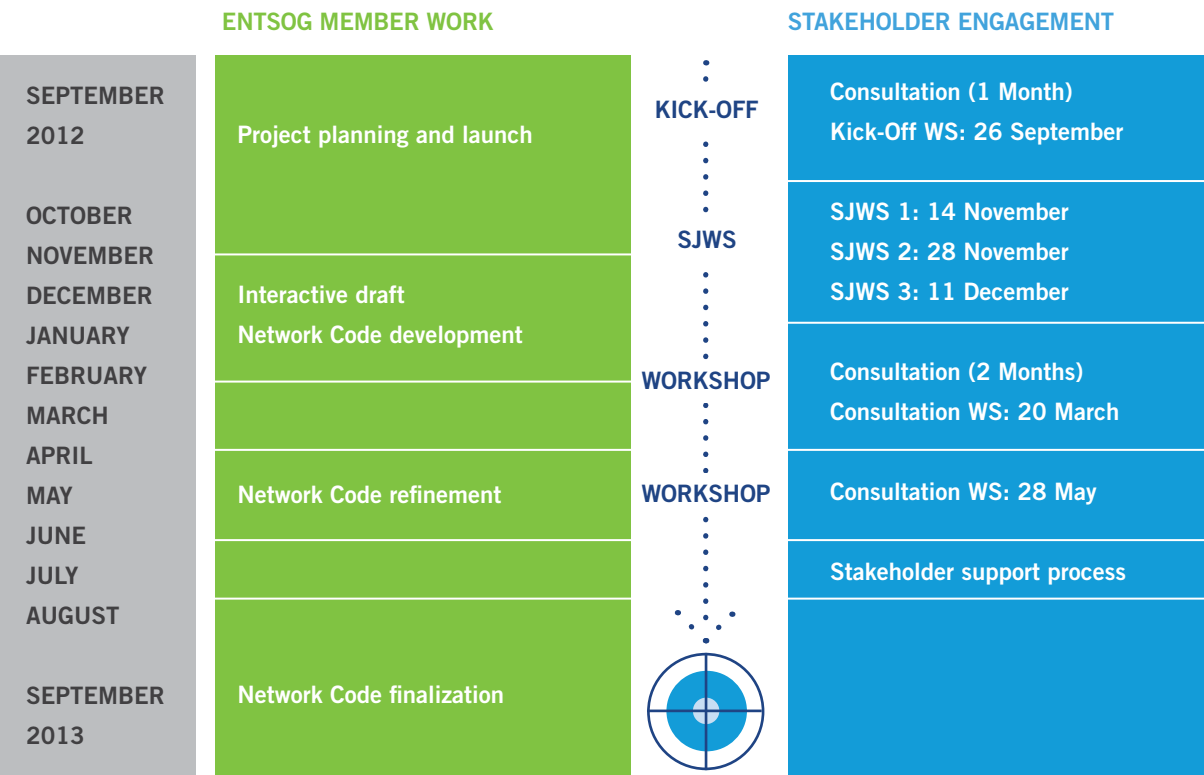 ENTSOG MEMBER WORK
STAKEHOLDER ENGAGEMENT
SEPTEMBER
2012
OCTOBER
NOVEMBER
DECEMBER
JANUARY
FEBRUARY
MARCH
APRIL
MAY
JUNE
JULY
AUGUST
SEPTEMBER
2013
Project planning and launch
Interactive draft
Network Code development
Network Code refinement
Network Code finalization
KICK-OFF
SJWS
WORKSHOP
WORKSHOP
Consultation (1 Month)
Kick-Off WS: 26 September
SJWS 1: 14 November
SJWS 2: 28 November
SJWS 3: 11 December
Consultation (2 Months)
Consultation WS: 20 March
Consultation WS: 28 May
Stakeholder support process